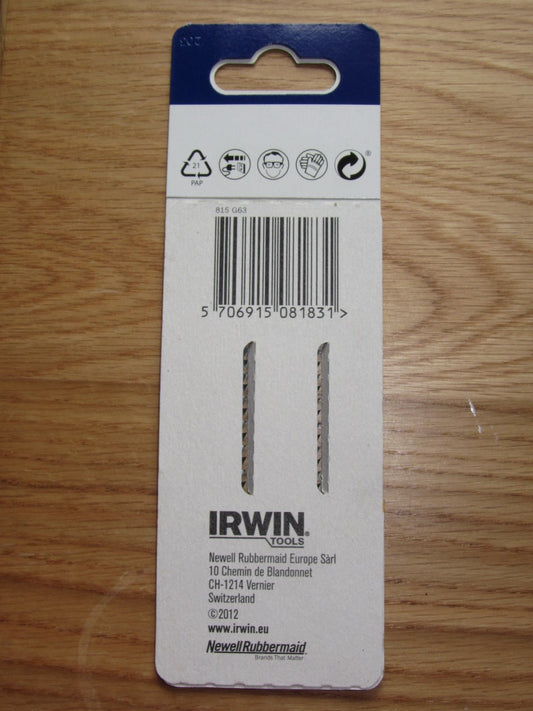 21
PAP
®
815 G63
5 706915 081831 >
IRWIN®
TOOLS
Newell Rubbermaid Europe Sàrl
10 Chemin de Blandonnet
CH-1214 Vernier
Switzerland
©2012
www.irwin.eu
NewellRubbermaid
Brands That Matter